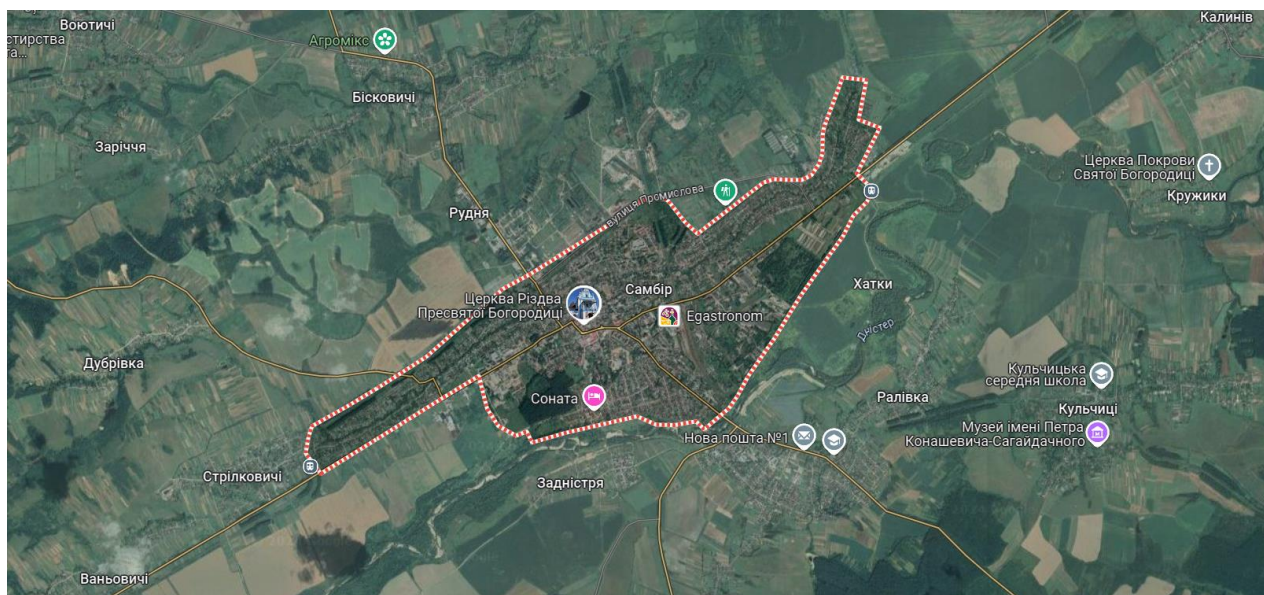 Воютичі
Калинів
стирства
та...
Агромікс
Бісковичі
Заріччя
Церква Покрови
Святої Богородиці
Кружики
вулиця Промислова
Рудня
Самбір
Хатки
Церква Різдва
Пресвятої Богородиці
Egastronom
Дністер
Дубрівка
Кульчицька
середня школа
Соната
Ралівка
Кульчиці
Музей імені Петра
Конашевича-Сагайдачного
Нова пошта №1
Стрілковичі
Задністря
Ваньовичі